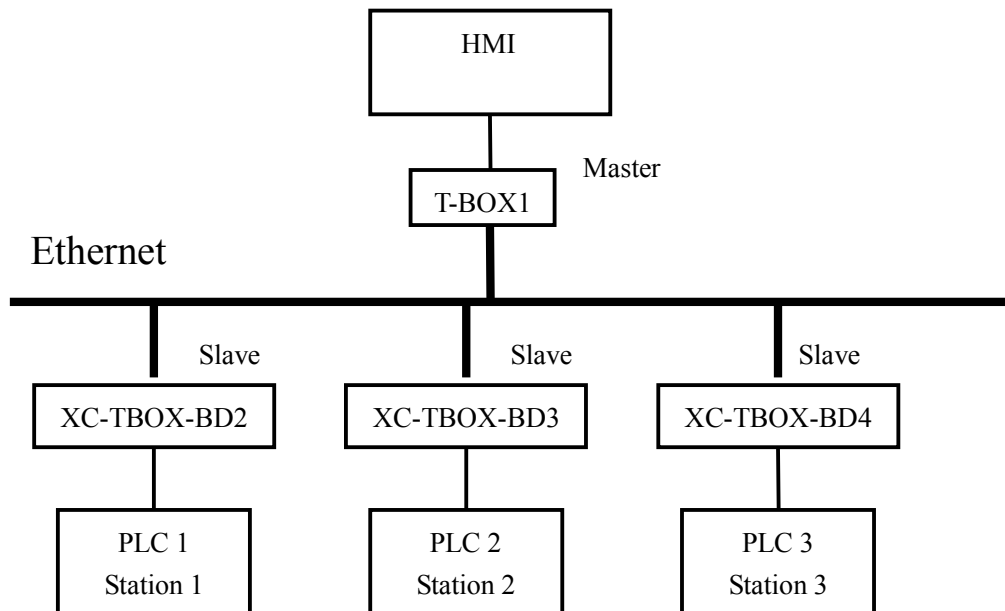 HMI
Master
T-BOX1
Ethernet
Slave
Slave
Slave
XC-TBOX-BD2
XC-TBOX-BD3
XC-TBOX-BD4
PLC 1
Station 1
PLC 2
Station 2
PLC 3
Station 3